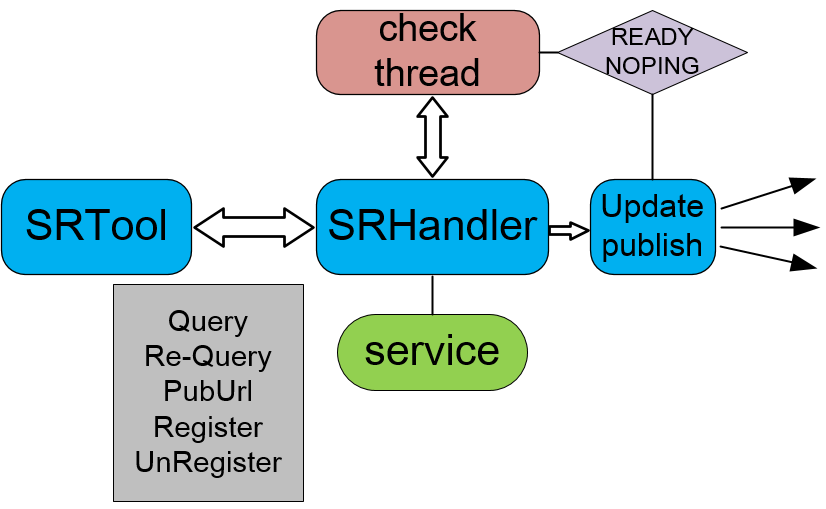 check
thread
READY
NOPING
SRTool
SRHandler
Update
publish
service
Query
Re-Query
PubUrl
Register
UnRegister